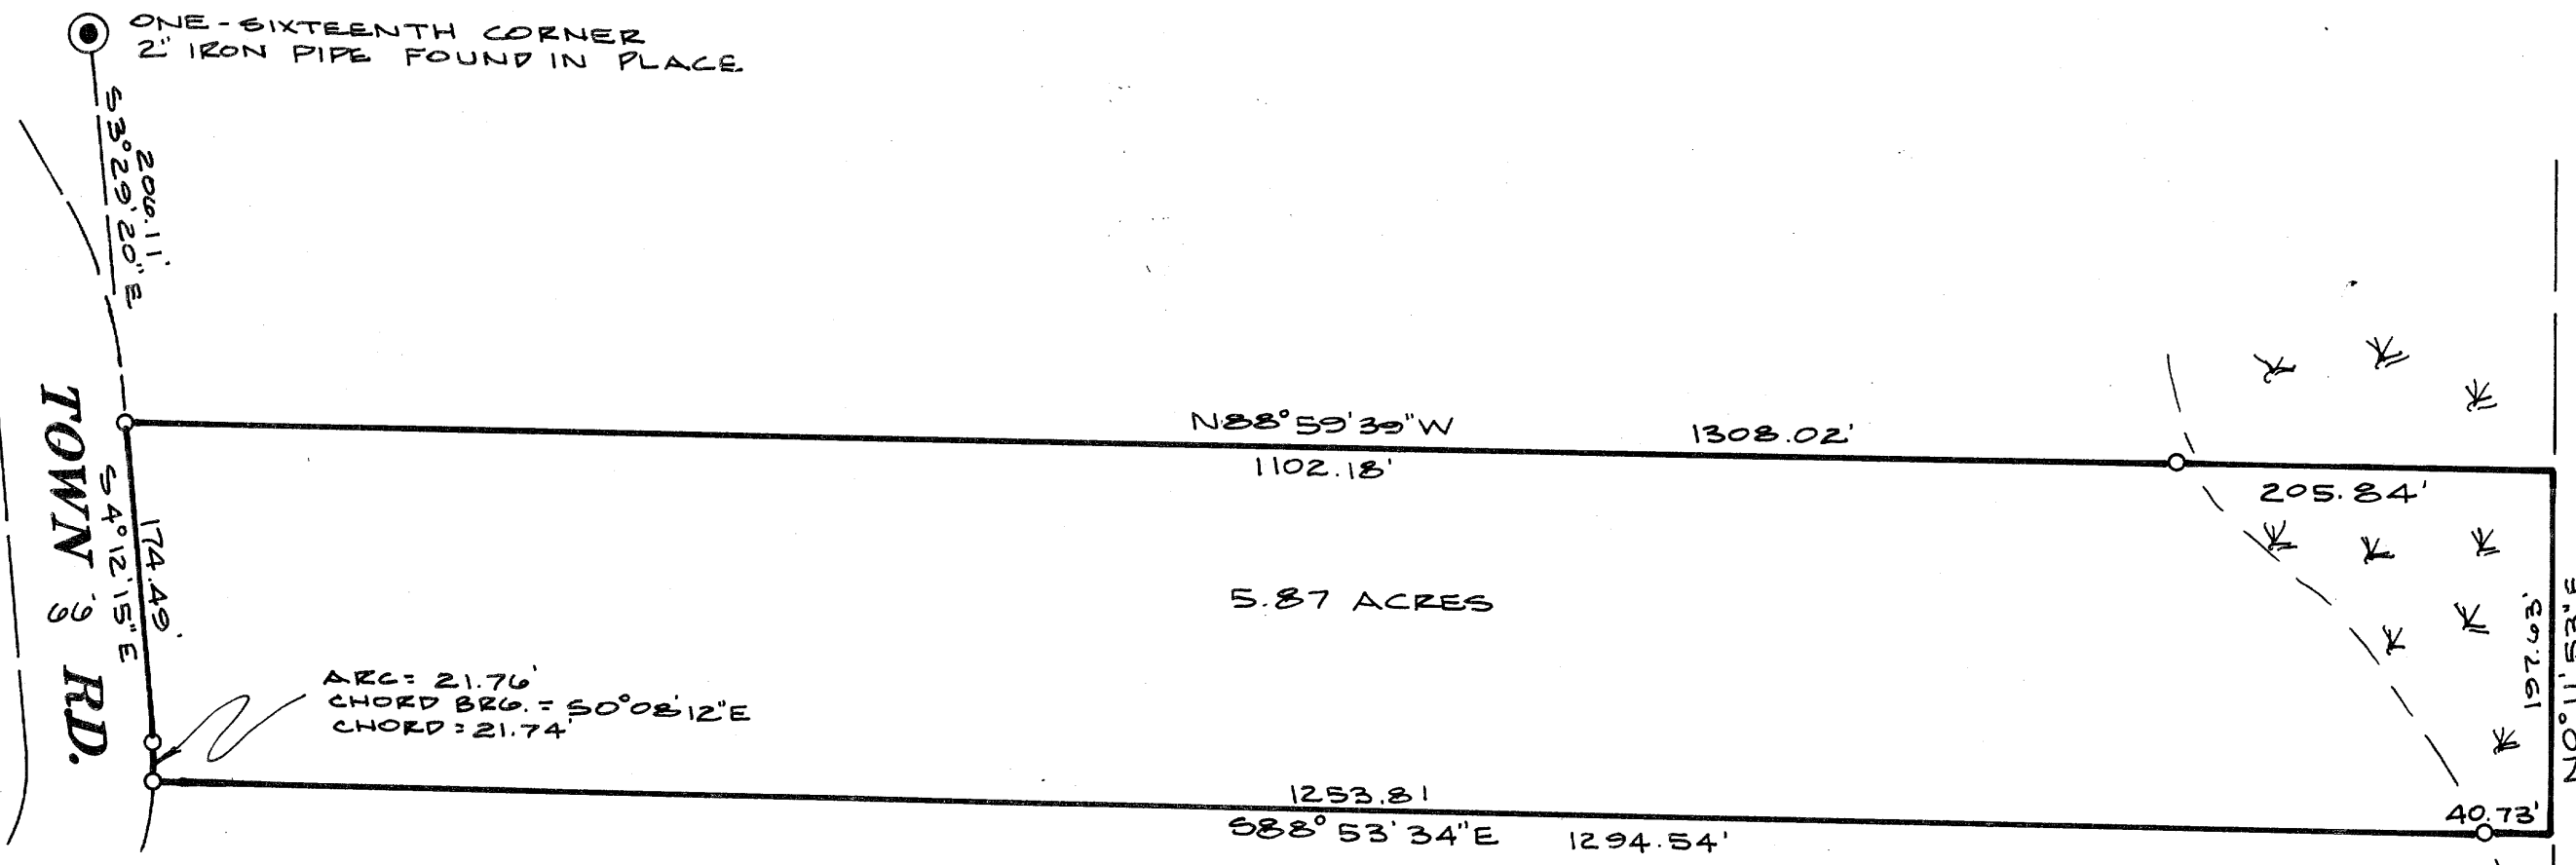 ONE-SIXTEENTH CORNER
2" IRON PIPE FOUND IN PLACE
206.11'
S3°29'20"E
N88°59'39"W 1308.02'
1102.18'
205.84'
TOWN RD.
66'
174.49'
S4°12'15"E
5.87 ACRES
197.63'
N0°11'53"E
ARC= 21.76'
CHORD BRG. = S0°08'12"E
CHORD = 21.74'
1253.81
S88°53'34"E 1294.54'
40.73'